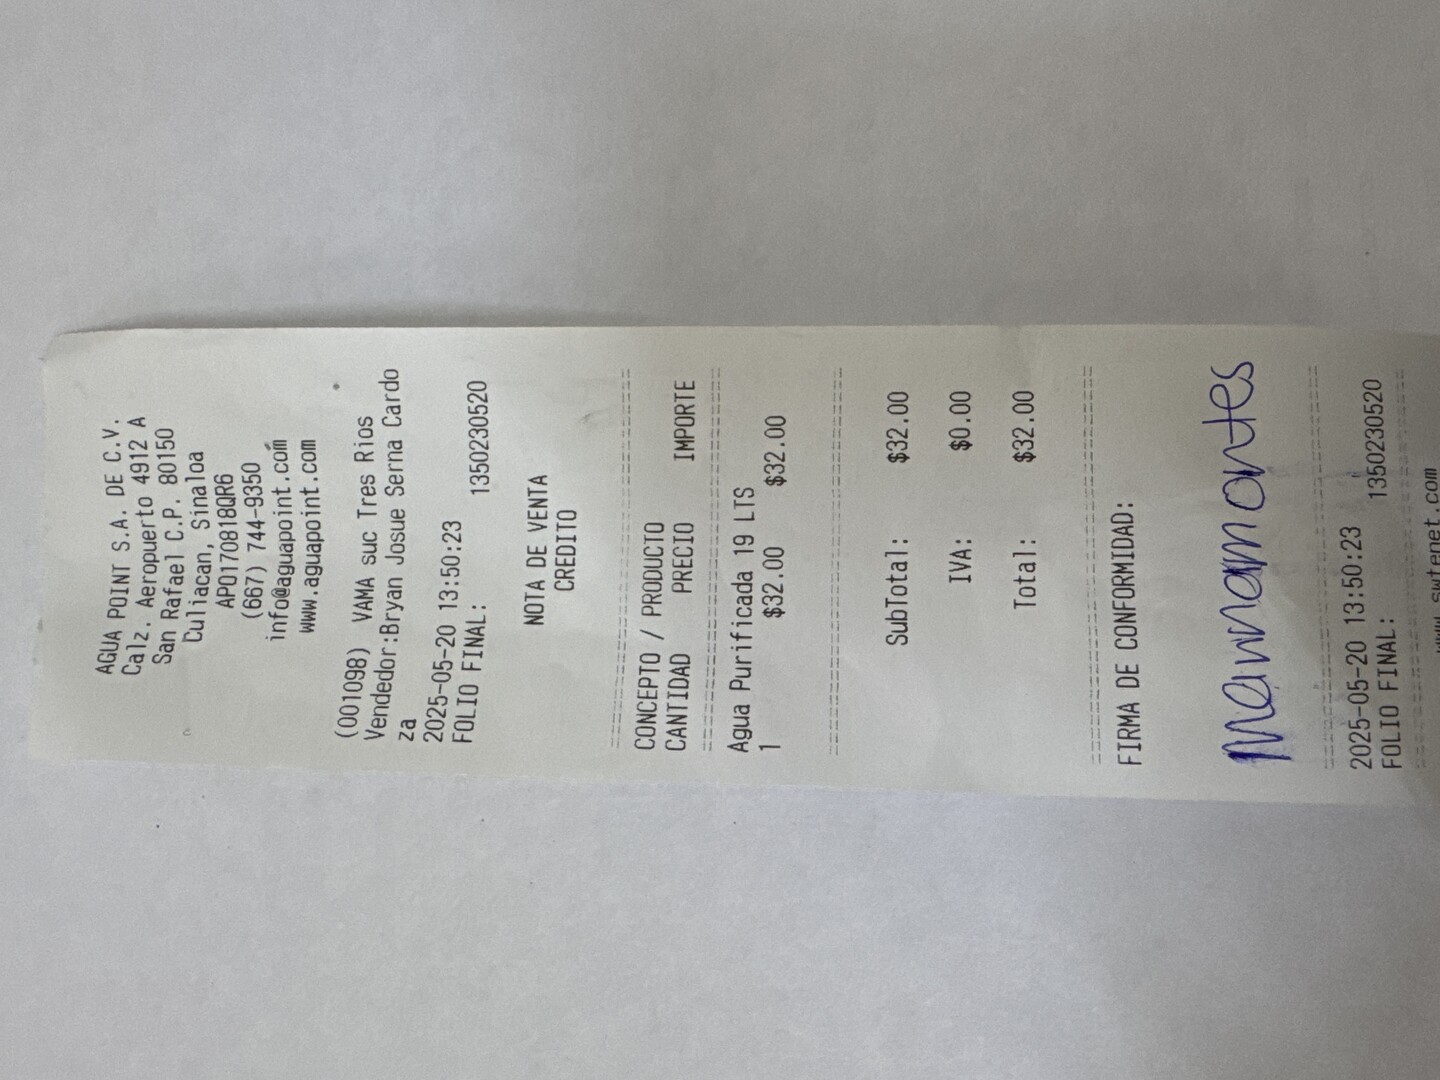 AGUA POINT S.A. DE C.V.
Calz. Aeropuerto 4912 A
San Rafael C.P. 80150
Culiacan, Sinaloa
APO170818QR6
(667) 744-9350
info@aguapoint.com
www.aguapoint.com
(001098) VAMA suc Tres Rios
Vendedor:Bryan Josue Serna Cardo
za
2025-05-20 13:50:23
FOLIO FINAL: 1350230520
NOTA DE VENTA
CREDITO
CONCEPTO / PRODUCTO
CANTIDAD PRECIO IMPORTE
Agua Purificada 19 LTS
1 $32.00 $32.00
SubTotal: $32.00
IVA: $0.00
Total: $32.00
FIRMA DE CONFORMIDAD:
2025-05-20 13:50:23
FOLIO FINAL: 1350230520
www.swtenet.com